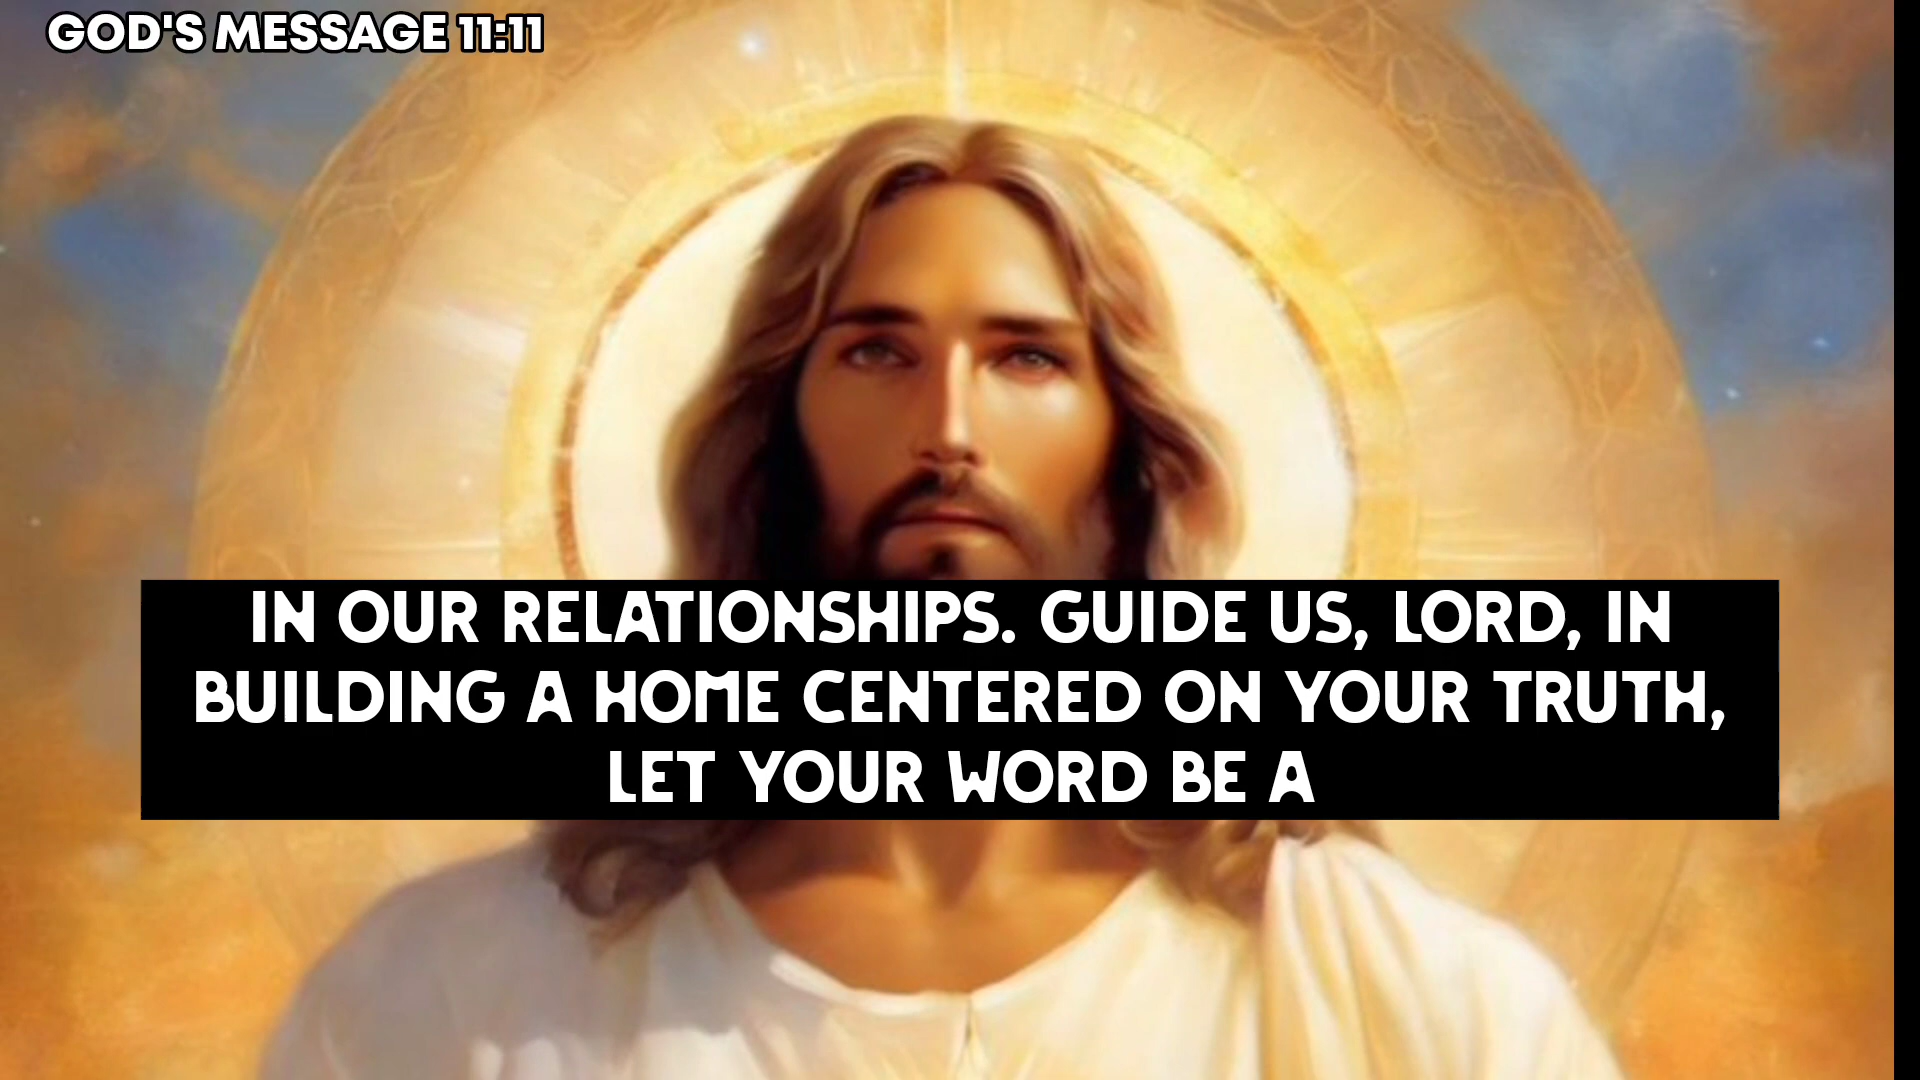 GOD'S MESSAGE 11:11
IN OUR RELATIONSHIPS. GUIDE US, LORD, IN
BUILDING A HOME CENTERED ON YOUR TRUTH,
LET YOUR WORD BE A